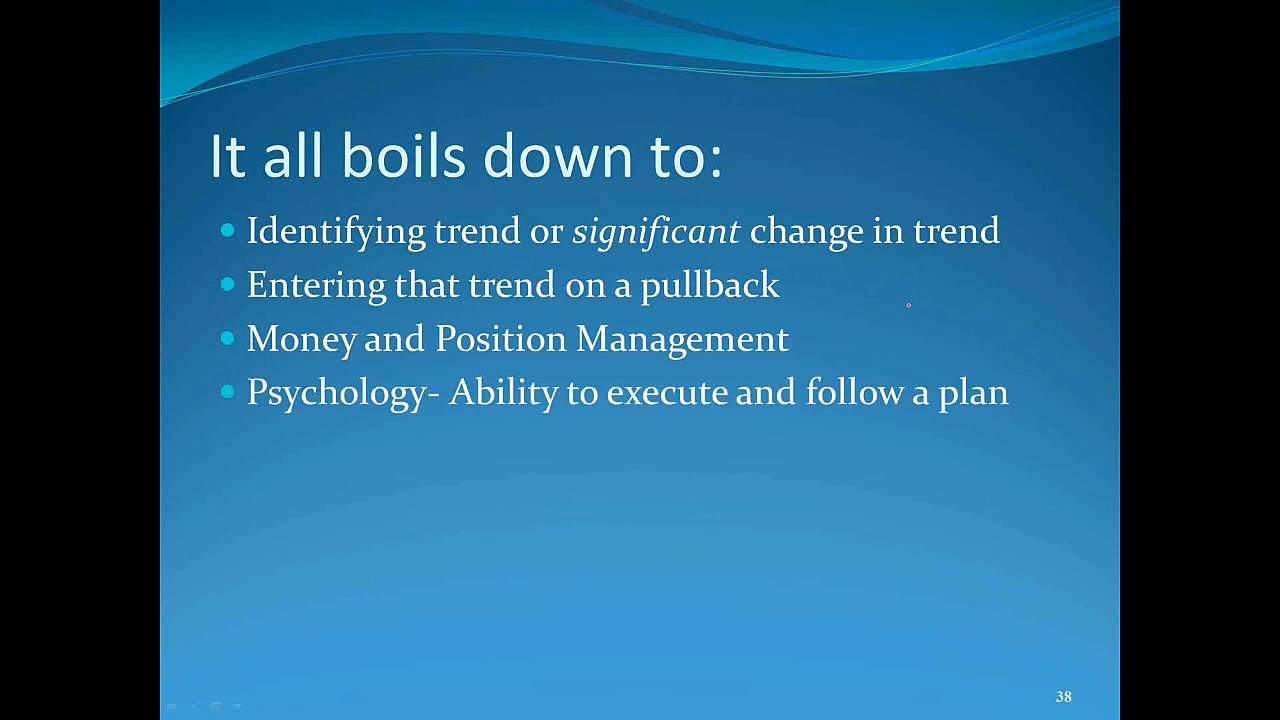 It all boils down to:
Identifying trend or significant change in trend
Entering that trend on a pullback
Money and Position Management
Psychology- Ability to execute and follow a plan
38